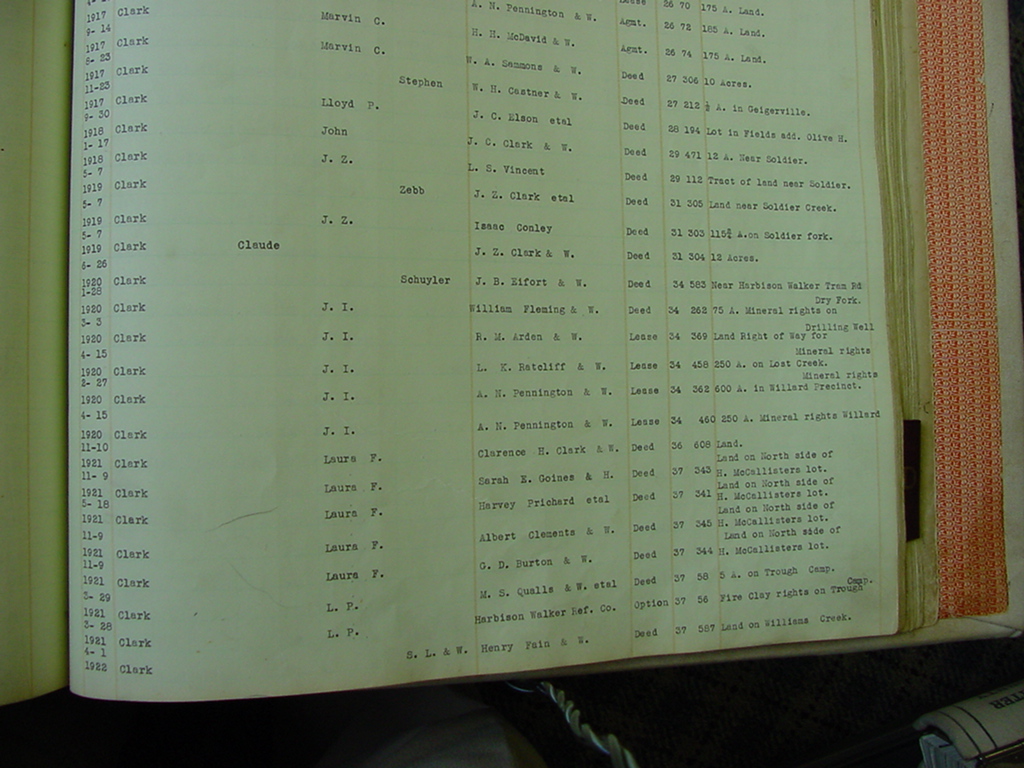 Lease 26 70 175 A. Land.
1917 Clark A. N. Pennington & W. Agmt. 26 72 185 A. Land.
9- 14
1917 Clark Marvin C. H. H. McDavid & W. Agmt. 26 74 175 A. Land.
8- 23
1917 Clark Marvin C. W. A. Sammons & W. Deed 27 306 10 Acres.
11-23
1917 Clark Stephen W. H. Castner & W. Deed 27 212 ½ A. in Geigerville.
9- 30
1918 Clark Lloyd P. J. C. Elson etal Deed 28 194 Lot in Fields add. Olive H.
1- 17
1918 Clark John J. C. Clark & W. Deed 29 471 12 A. Near Soldier.
5- 7
1919 Clark J. Z. L. S. Vincent Deed 29 112 Tract of land near Soldier.
5- 7
Zebb J. Z. Clark etal Deed 31 305 Land near Soldier Creek.
1919 Clark J. Z. Isaac Conley Deed 31 303 115¾ A.on Soldier fork.
5- 7
1919 Clark Claude J. Z. Clark & W. Deed 31 304 12 Acres.
6- 26
1920 Clark Schuyler J. B. Eifort & W. Deed 34 583 Near Harbison Walker Tram Rd
1-28 Dry Fork.
1920 Clark J. I. William Fleming & W. Deed 34 262 75 A. Mineral rights on
3- 3 Drilling Well
1920 Clark J. I. R. M. Arden & W. Lease 34 369 Land Right of Way for
4- 15 Mineral rights
1920 Clark J. I. L. K. Ratcliff & W. Lease 34 458 250 A. on Lost Creek.
2- 27 Mineral rights
1920 Clark J. I. A. N. Pennington & W. Lease 34 362 600 A. in Willard Precinct.
4- 15
1920 Clark J. I. A. N. Pennington & W. Lease 34 460 250 A. Mineral rights Willard
11-10
1921 Clark Laura F. Clarence H. Clark & W. Deed 36 608 Land.
11- 9 Land on North side of
1921 Clark Laura F. Sarah E. Goines & H. Deed 37 343 H. McCallisters lot.
5- 18 Land on North side of
1921 Clark Laura F. Harvey Prichard etal Deed 37 341 H. McCallisters lot.
11-9 Land on North side of
1921 Clark Laura F. Albert Clements & W. Deed 37 345 H. McCallisters lot.
11-9 Land on North side of
1921 Clark Laura F. G. D. Burton & W. Deed 37 344 H. McCallisters lot.
3- 29
1921 Clark L. P. M. S. Qualls & W. etal Deed 37 58 5 A. on Trough Camp.
3- 28 Camp.
1921 Clark L. P. Harbison Walker Ref. Co. Option 37 56 Fire Clay rights on Trough
4- 1
1922 Clark S. L. & W. Henry Fain & W. Deed 37 587 Land on Williams Creek.